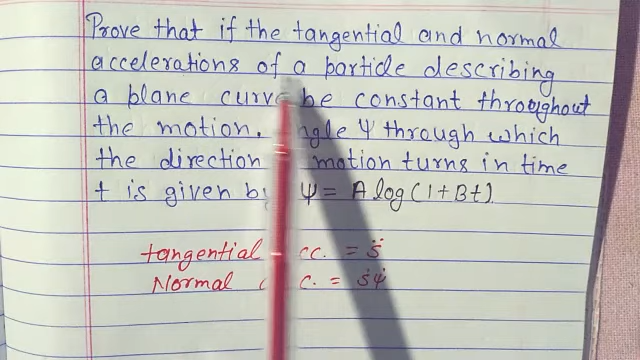 Prove that if the tangential and normal
accelerations of a particle describing
a plane curve be constant throughout
the motion. ngle ψ through which
the direction motion turns in time
t is given by ψ = A log (1+Bt)
tangential cc. = s̈
Normal c. = ṡψ̇